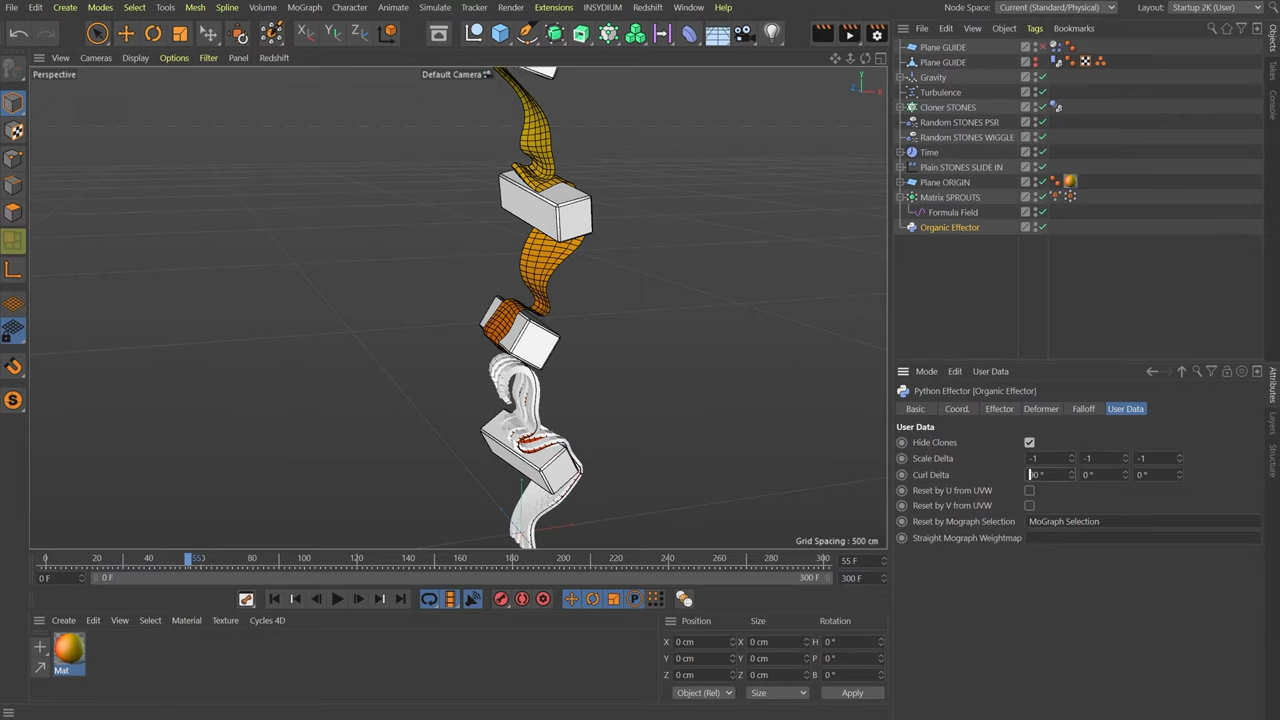 File Edit Create Modes Select Tools Mesh Spline Volume MoGraph Character Animate Simulate Tracker Render Extensions INSYDIUM Redshift Window Help Node Space: Current (Standard/Physical) Layout: Startup 2K (User)
File Edit View Object Tags Bookmarks
View Cameras Display Options Filter Panel Redshift
Perspective
Default Camera
Y
Z
X
Plane GUIDE
Plane GUIDE
Gravity
Turbulence
Cloner STONES
Random STONES PSR
Random STONES WIGGLE
Time
Plain STONES SLIDE IN
Plane ORIGIN
Matrix SPROUTS
Formula Field
Organic Effector
Objects
Takes
Console
Mode Edit User Data
Python Effector [Organic Effector]
Basic Coord. Effector Deformer Falloff User Data
User Data
Hide Clones
Scale Delta -1 -1 -1
Curl Delta 0 ° 0 °
Reset by U from UVW
Reset by V from UVW
Reset by Mograph Selection MoGraph Selection
Straight Mograph Weightmap
Attributes
Layers
Structure
Grid Spacing : 500 cm
0 20 40 55 80 100 120 140 160 180 200 220 240 260 280 300 55 F
0 F 0 F 300 F 300 F
Create Edit View Select Material Texture Cycles 4D
Mat
Position Size Rotation
X 0 cm X 0 cm H 0 °
Y 0 cm Y 0 cm P 0 °
Z 0 cm Z 0 cm B 0 °
Object (Rel) Size Apply